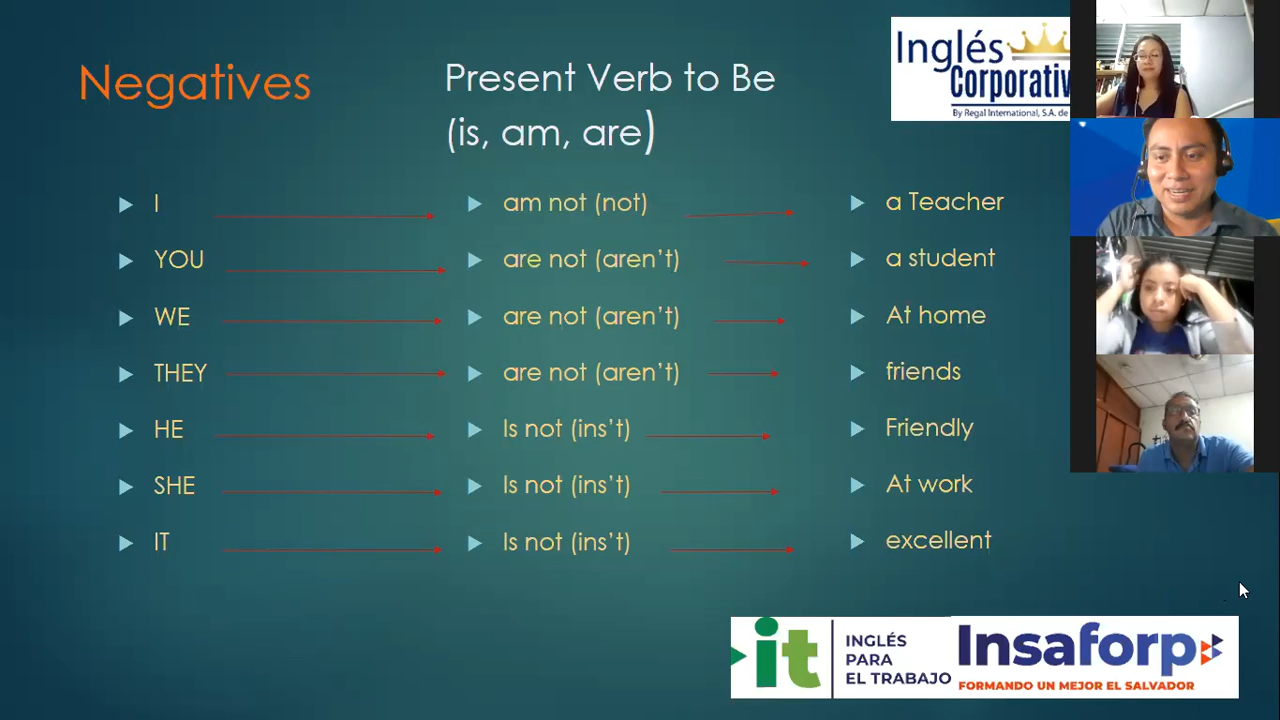 Negatives
Present Verb to Be
(is, am, are)
Inglés
Corporativ
By Regal International, S.A. de
I
am not (not)
a Teacher
YOU
are not (aren't)
a student
WE
are not (aren't)
At home
THEY
are not (aren't)
friends
HE
Is not (ins't)
Friendly
SHE
Is not (ins't)
At work
IT
Is not (ins't)
excellent
it
INGLÉS
PARA
EL TRABAJO
Insaforp
FORMANDO UN MEJOR EL SALVADOR